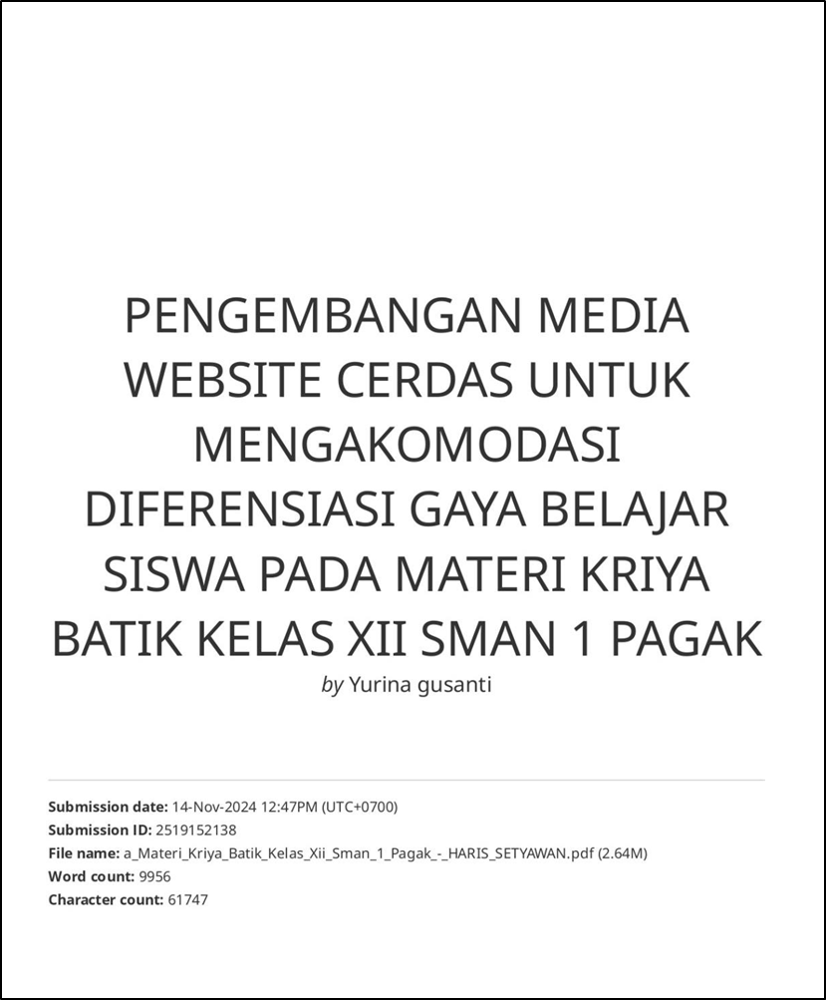 PENGEMBANGAN MEDIA
WEBSITE CERDAS UNTUK
MENGAKOMODASI
DIFERENSIASI GAYA BELAJAR
SISWA PADA MATERI KRIYA
BATIK KELAS XII SMAN 1 PAGAK
by Yurina gusanti
Submission date: 14-Nov-2024 12:47PM (UTC+0700)
Submission ID: 2519152138
File name: a_Materi_Kriya_Batik_Kelas_Xii_Sman_1_Pagak_-_HARIS_SETYAWAN.pdf (2.64M)
Word count: 9956
Character count: 61747